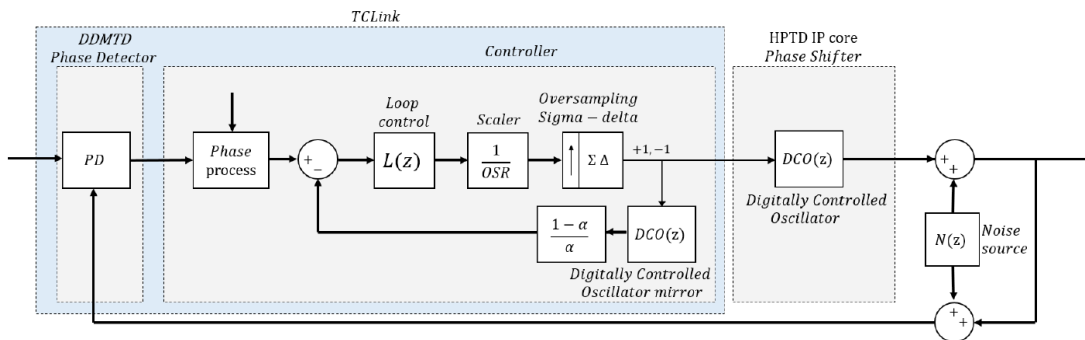 TCLink
DDMTD
Phase Detector
Controller
HPTD IP core
Phase Shifter
Loop
control
Scaler
Oversampling
Sigma − delta
PD
Phase
process
+
−
L(z)
1
OSR
↑ Σ Δ
+1, −1
DCO(z)
Digitally Controlled
Oscillator
+
+
1 − α
α
DCO(z)
Digitally Controlled
Oscillator mirror
N(z)
Noise
source
+
+